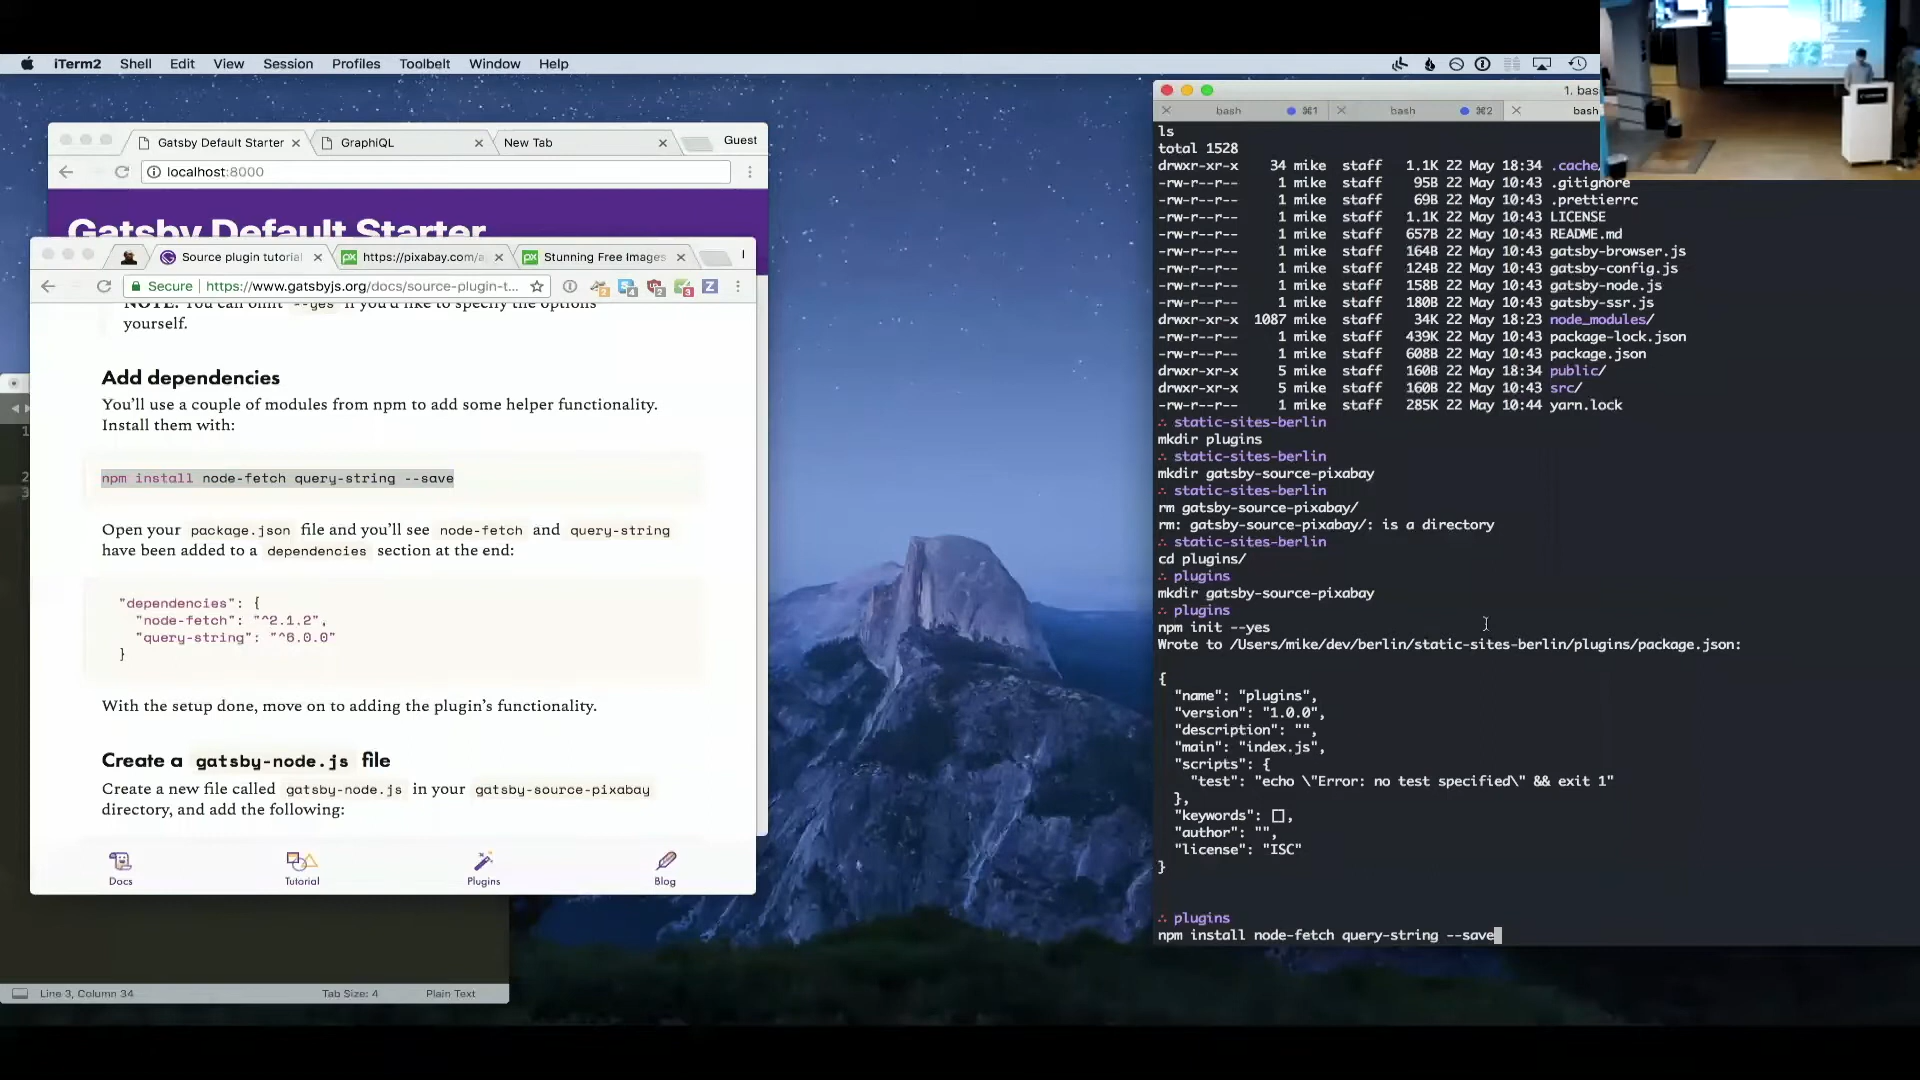 iTerm2 Shell Edit View Session Profiles Toolbelt Window Help
Gatsby Default Starter
GraphiQL
New Tab
Guest
localhost:8000
Gatsby Default Starter
Source plugin tutorial
https://pixabay.com/a
Stunning Free Images
Secure https://www.gatsbyjs.org/docs/source-plugin-t...
NOTE: You can omit --yes if you'd like to specify the options
yourself.
Add dependencies
You'll use a couple of modules from npm to add some helper functionality.
Install them with:
npm install node-fetch query-string --save
Open your package.json file and you'll see node-fetch and query-string
have been added to a dependencies section at the end:
"dependencies": {
"node-fetch": "^2.1.2",
"query-string": "^6.0.0"
}
With the setup done, move on to adding the plugin's functionality.
Create a gatsby-node.js file
Create a new file called gatsby-node.js in your gatsby-source-pixabay
directory, and add the following:
Docs Tutorial Plugins Blog
1
2
3
Line 3, Column 34 Tab Size: 4 Plain Text
1. bas
bash ⌘1 bash ⌘2 bash
ls
total 1528
drwxr-xr-x 34 mike staff 1.1K 22 May 18:34 .cache/
-rw-r--r-- 1 mike staff 95B 22 May 10:43 .gitignore
-rw-r--r-- 1 mike staff 69B 22 May 10:43 .prettierrc
-rw-r--r-- 1 mike staff 1.1K 22 May 10:43 LICENSE
-rw-r--r-- 1 mike staff 657B 22 May 10:43 README.md
-rw-r--r-- 1 mike staff 164B 22 May 10:43 gatsby-browser.js
-rw-r--r-- 1 mike staff 124B 22 May 10:43 gatsby-config.js
-rw-r--r-- 1 mike staff 158B 22 May 10:43 gatsby-node.js
-rw-r--r-- 1 mike staff 180B 22 May 10:43 gatsby-ssr.js
drwxr-xr-x 1087 mike staff 34K 22 May 18:23 node_modules/
-rw-r--r-- 1 mike staff 439K 22 May 10:43 package-lock.json
-rw-r--r-- 1 mike staff 608B 22 May 10:43 package.json
drwxr-xr-x 5 mike staff 160B 22 May 18:34 public/
drwxr-xr-x 5 mike staff 160B 22 May 10:43 src/
-rw-r--r-- 1 mike staff 285K 22 May 10:44 yarn.lock
∴ static-sites-berlin
mkdir plugins
∴ static-sites-berlin
mkdir gatsby-source-pixabay
∴ static-sites-berlin
rm gatsby-source-pixabay/
rm: gatsby-source-pixabay/: is a directory
∴ static-sites-berlin
cd plugins/
∴ plugins
mkdir gatsby-source-pixabay
∴ plugins
npm init --yes
Wrote to /Users/mike/dev/berlin/static-sites-berlin/plugins/package.json:
{
"name": "plugins",
"version": "1.0.0",
"description": "",
"main": "index.js",
"scripts": {
"test": "echo \"Error: no test specified\" && exit 1"
},
"keywords": [],
"author": "",
"license": "ISC"
}
∴ plugins
npm install node-fetch query-string --save